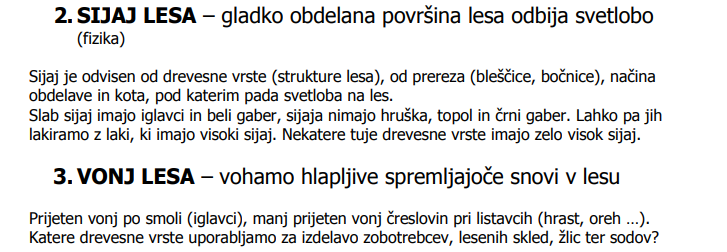 2. SIJAJ LESA – gladko obdelana površina lesa odbija svetlobo
(fizika)
Sijaj je odvisen od drevesne vrste (strukture lesa), od prereza (bleščice, bočnice), načina
obdelave in kota, pod katerim pada svetloba na les.
Slab sijaj imajo iglavci in beli gaber, sijaja nimajo hruška, topol in črni gaber. Lahko pa jih
lakiramo z laki, ki imajo visoki sijaj. Nekatere tuje drevesne vrste imajo zelo visok sijaj.
3. VONJ LESA – vohamo hlapljive spremljajoče snovi v lesu
Prijeten vonj po smoli (iglavci), manj prijeten vonj čreslovin pri listavcih (hrast, oreh …).
Katere drevesne vrste uporabljamo za izdelavo zobotrebcev, lesenih skled, žlic ter sodov?